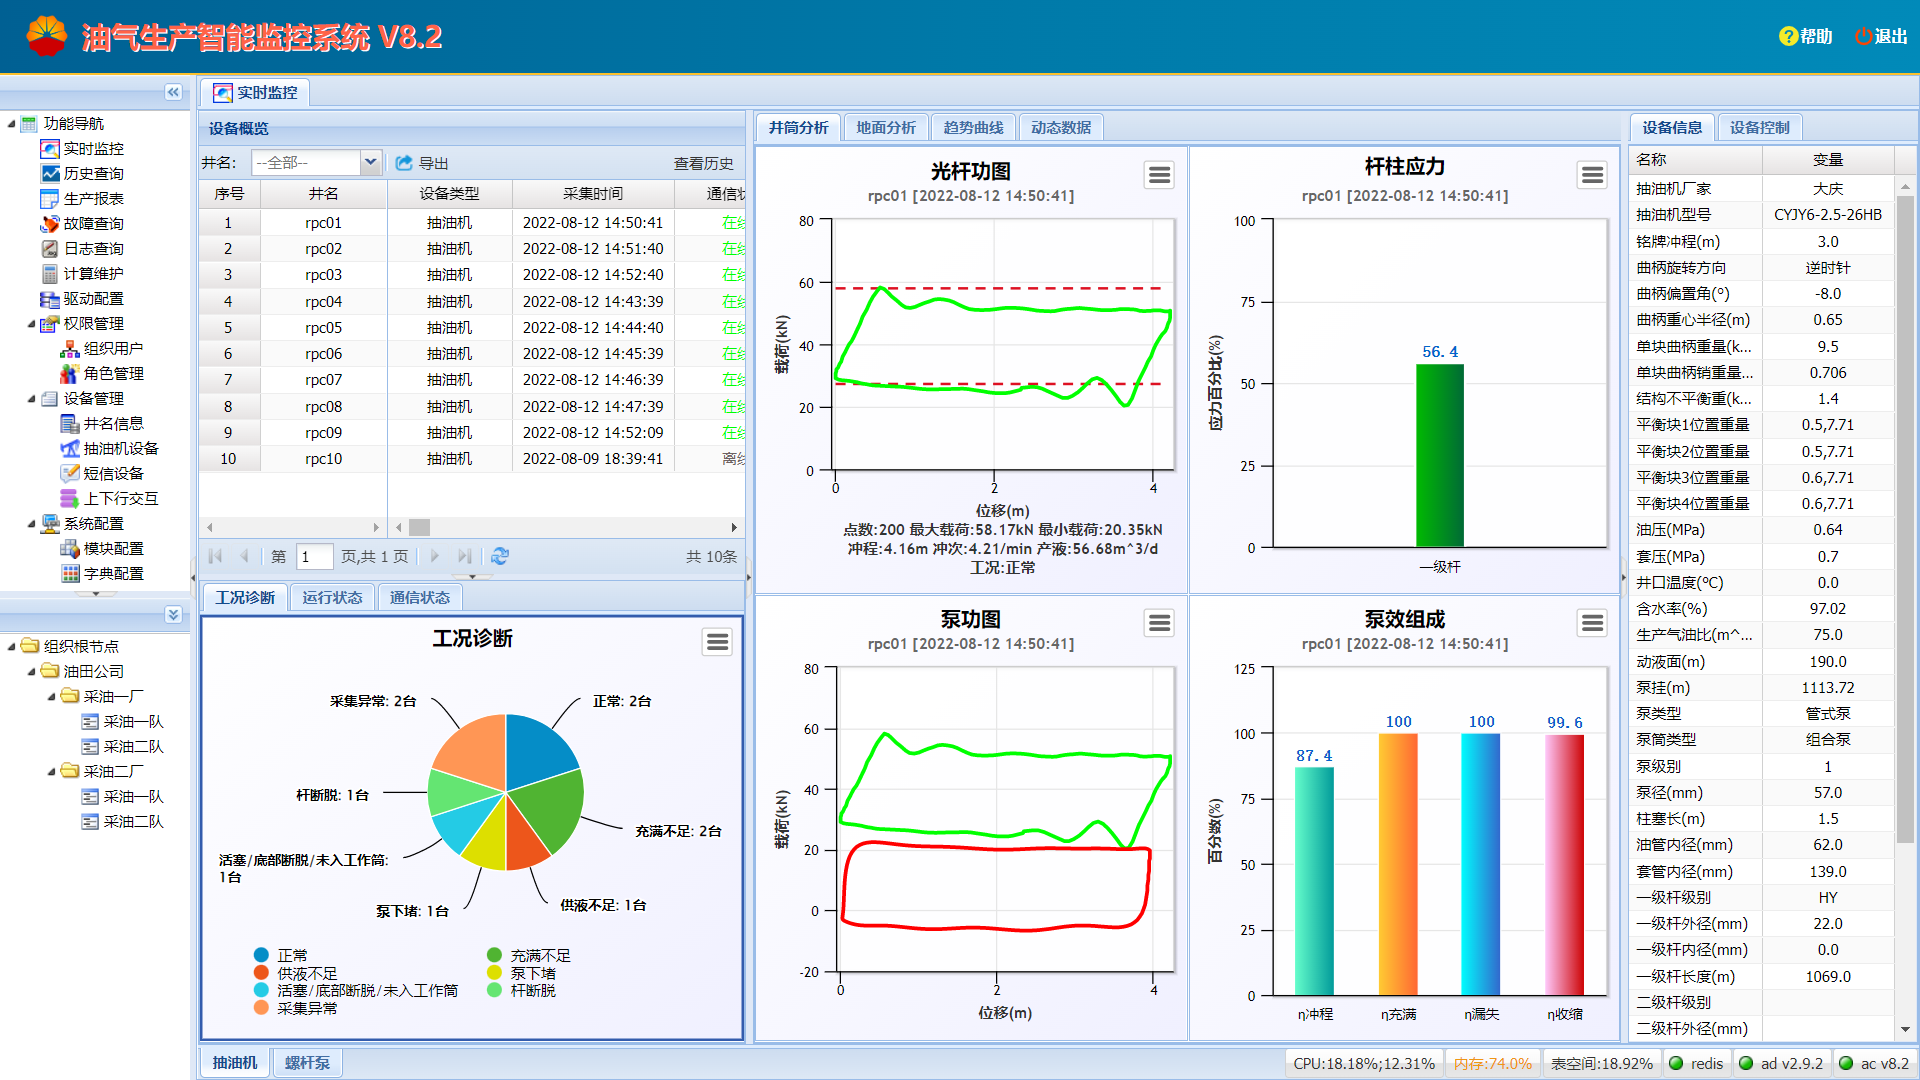 油气生产智能监控系统 V8.2
帮助
退出
功能导航
实时监控
历史查询
生产报表
故障查询
日志查询
计算维护
驱动配置
权限管理
组织用户
角色管理
设备管理
井名信息
抽油机设备
短信设备
上下行交互
系统配置
模块配置
字典配置
组织根节点
油田公司
采油一厂
采油一队
采油二队
采油二厂
采油一队
采油二队
实时监控
设备概览
井名: --全部-- 导出 查看历史
序号 井名 设备类型 采集时间 通信状
1 rpc01 抽油机 2022-08-12 14:50:41 在线
2 rpc02 抽油机 2022-08-12 14:51:40 在线
3 rpc03 抽油机 2022-08-12 14:52:40 在线
4 rpc04 抽油机 2022-08-12 14:43:39 在线
5 rpc05 抽油机 2022-08-12 14:44:40 在线
6 rpc06 抽油机 2022-08-12 14:45:39 在线
7 rpc07 抽油机 2022-08-12 14:46:39 在线
8 rpc08 抽油机 2022-08-12 14:47:39 在线
9 rpc09 抽油机 2022-08-12 14:52:09 在线
10 rpc10 抽油机 2022-08-09 18:39:41 离线
第 1 页,共 1 页 共 10条
工况诊断 运行状态 通信状态
工况诊断
采集异常: 2台
正常: 2台
杆断脱: 1台
充满不足: 2台
活塞/底部断脱/未入工作筒:
1台
泵下堵: 1台
供液不足: 1台
正常
充满不足
供液不足
泵下堵
活塞/底部断脱/未入工作筒
杆断脱
采集异常
抽油机 螺杆泵
井筒分析 地面分析 趋势曲线 动态数据
光杆功图
rpc01 [2022-08-12 14:50:41]
载荷(kN)
80
60
40
20
0
0 2 4
位移(m)
点数:200 最大载荷:58.17kN 最小载荷:20.35kN
冲程:4.16m 冲次:4.21/min 产液:56.68m^3/d
工况:正常
杆柱应力
rpc01 [2022-08-12 14:50:41]
应力百分比(%)
100
75
50
25
0
56.4
一级杆
泵功图
rpc01 [2022-08-12 14:50:41]
载荷(kN)
80
60
40
20
0
-20
0 2 4
位移(m)
泵效组成
rpc01 [2022-08-12 14:50:41]
百分数(%)
125
100
75
50
25
0
87.4 100 100 99.6
η冲程 η充满 η漏失 η收缩
设备信息 设备控制
名称 变量
抽油机厂家 大庆
抽油机型号 CYJY6-2.5-26HB
铭牌冲程(m) 3.0
曲柄旋转方向 逆时针
曲柄偏置角(°) -8.0
曲柄重心半径(m) 0.65
单块曲柄重量(k... 9.5
单块曲柄销重量... 0.706
结构不平衡重(k... 1.4
平衡块1位置重量 0.5,7.71
平衡块2位置重量 0.5,7.71
平衡块3位置重量 0.6,7.71
平衡块4位置重量 0.6,7.71
油压(MPa) 0.64
套压(MPa) 0.7
井口温度(℃) 0.0
含水率(%) 97.02
生产气油比(m^... 75.0
动液面(m) 190.0
泵挂(m) 1113.72
泵类型 管式泵
泵筒类型 组合泵
泵级别 1
泵径(mm) 57.0
柱塞长(m) 1.5
油管内径(mm) 62.0
套管内径(mm) 139.0
一级杆级别 HY
一级杆外径(mm) 22.0
一级杆内径(mm) 0.0
一级杆长度(m) 1069.0
二级杆级别
二级杆外径(mm)
CPU:18.18%;12.31% 内存:74.0% 表空间:18.92% redis ad v2.9.2 ac v8.2